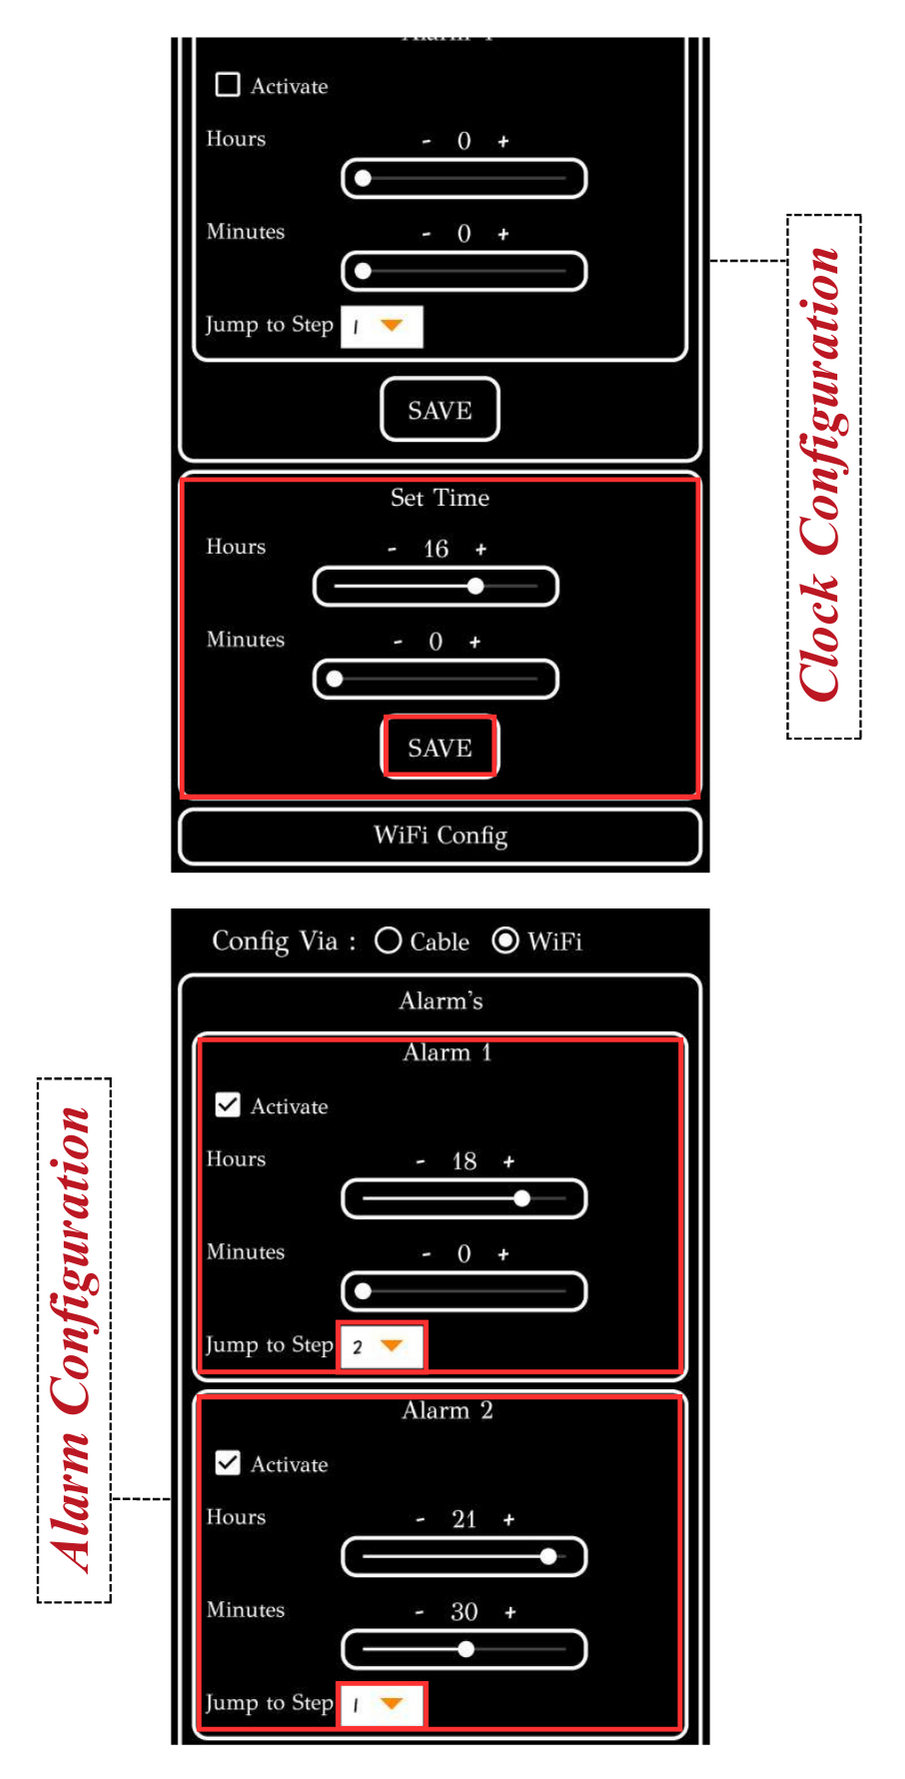 Alarm 4
Activate
Hours
- 0 +
Minutes
- 0 +
Jump to Step 1
SAVE
Set Time
Hours
- 16 +
Minutes
- 0 +
SAVE
WiFi Config
Clock Configuration
Config Via : Cable WiFi
Alarm's
Alarm 1
Activate
Hours
- 18 +
Minutes
- 0 +
Jump to Step 2
Alarm 2
Activate
Hours
- 21 +
Minutes
- 30 +
Jump to Step 1
Alarm Configuration